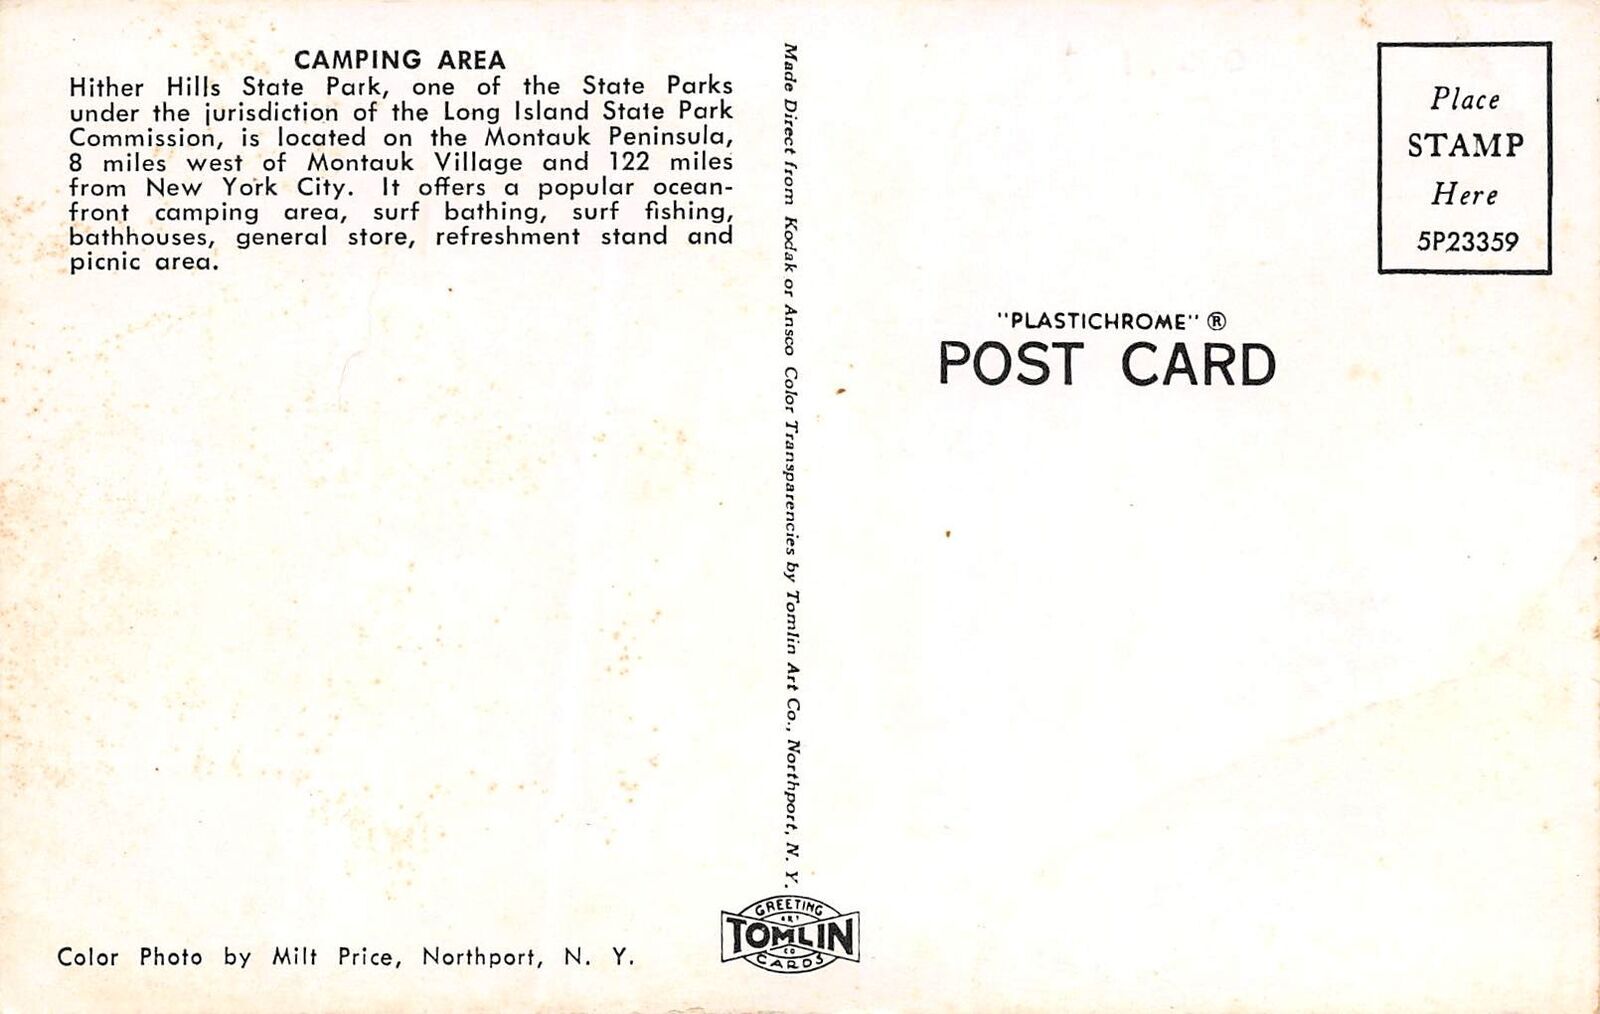 CAMPING AREA
Hither Hills State Park, one of the State Parks
under the jurisdiction of the Long Island State Park
Commission, is located on the Montauk Peninsula,
8 miles west of Montauk Village and 122 miles
from New York City. It offers a popular ocean-
front camping area, surf bathing, surf fishing,
bathhouses, general store, refreshment stand and
picnic area.
Color Photo by Milt Price, Northport, N. Y.
Made Direct from Kodak or Ansco Color Transparencies by Tomlin Art Co., Northport, N. Y.
GREETING
ART
TOMLIN
CO
CARDS
Place
STAMP
Here
5P23359
"PLASTICHROME" ®
POST CARD